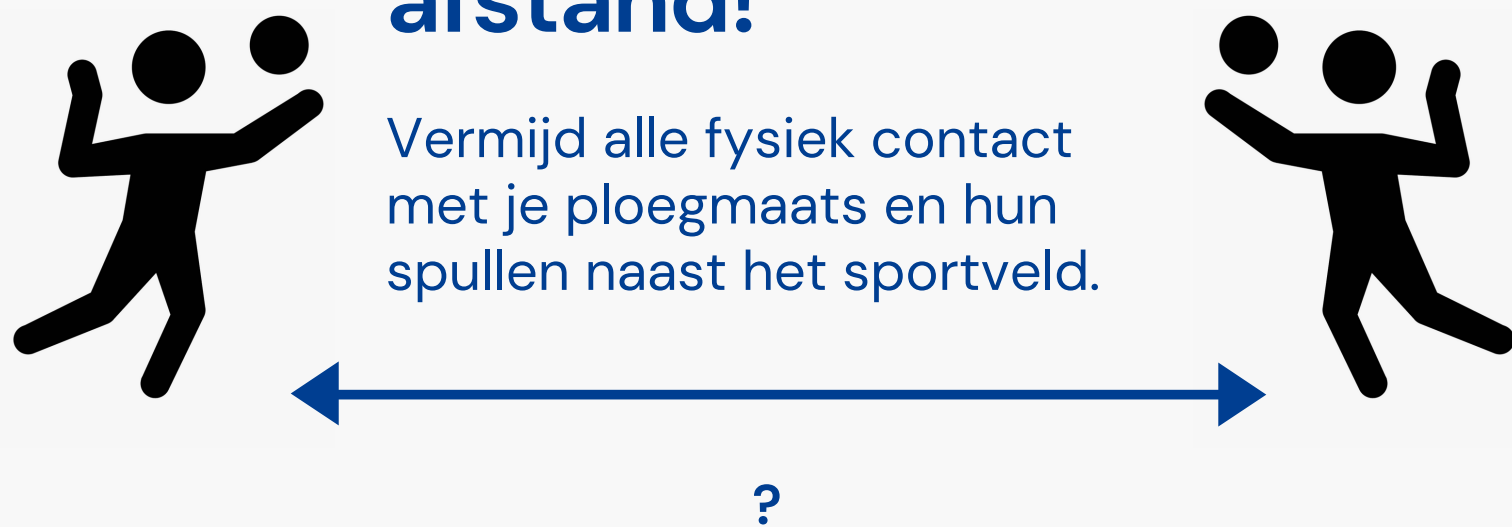 afstand!
Vermijd alle fysiek contact
met je ploegmaats en hun
spullen naast het sportveld.
?